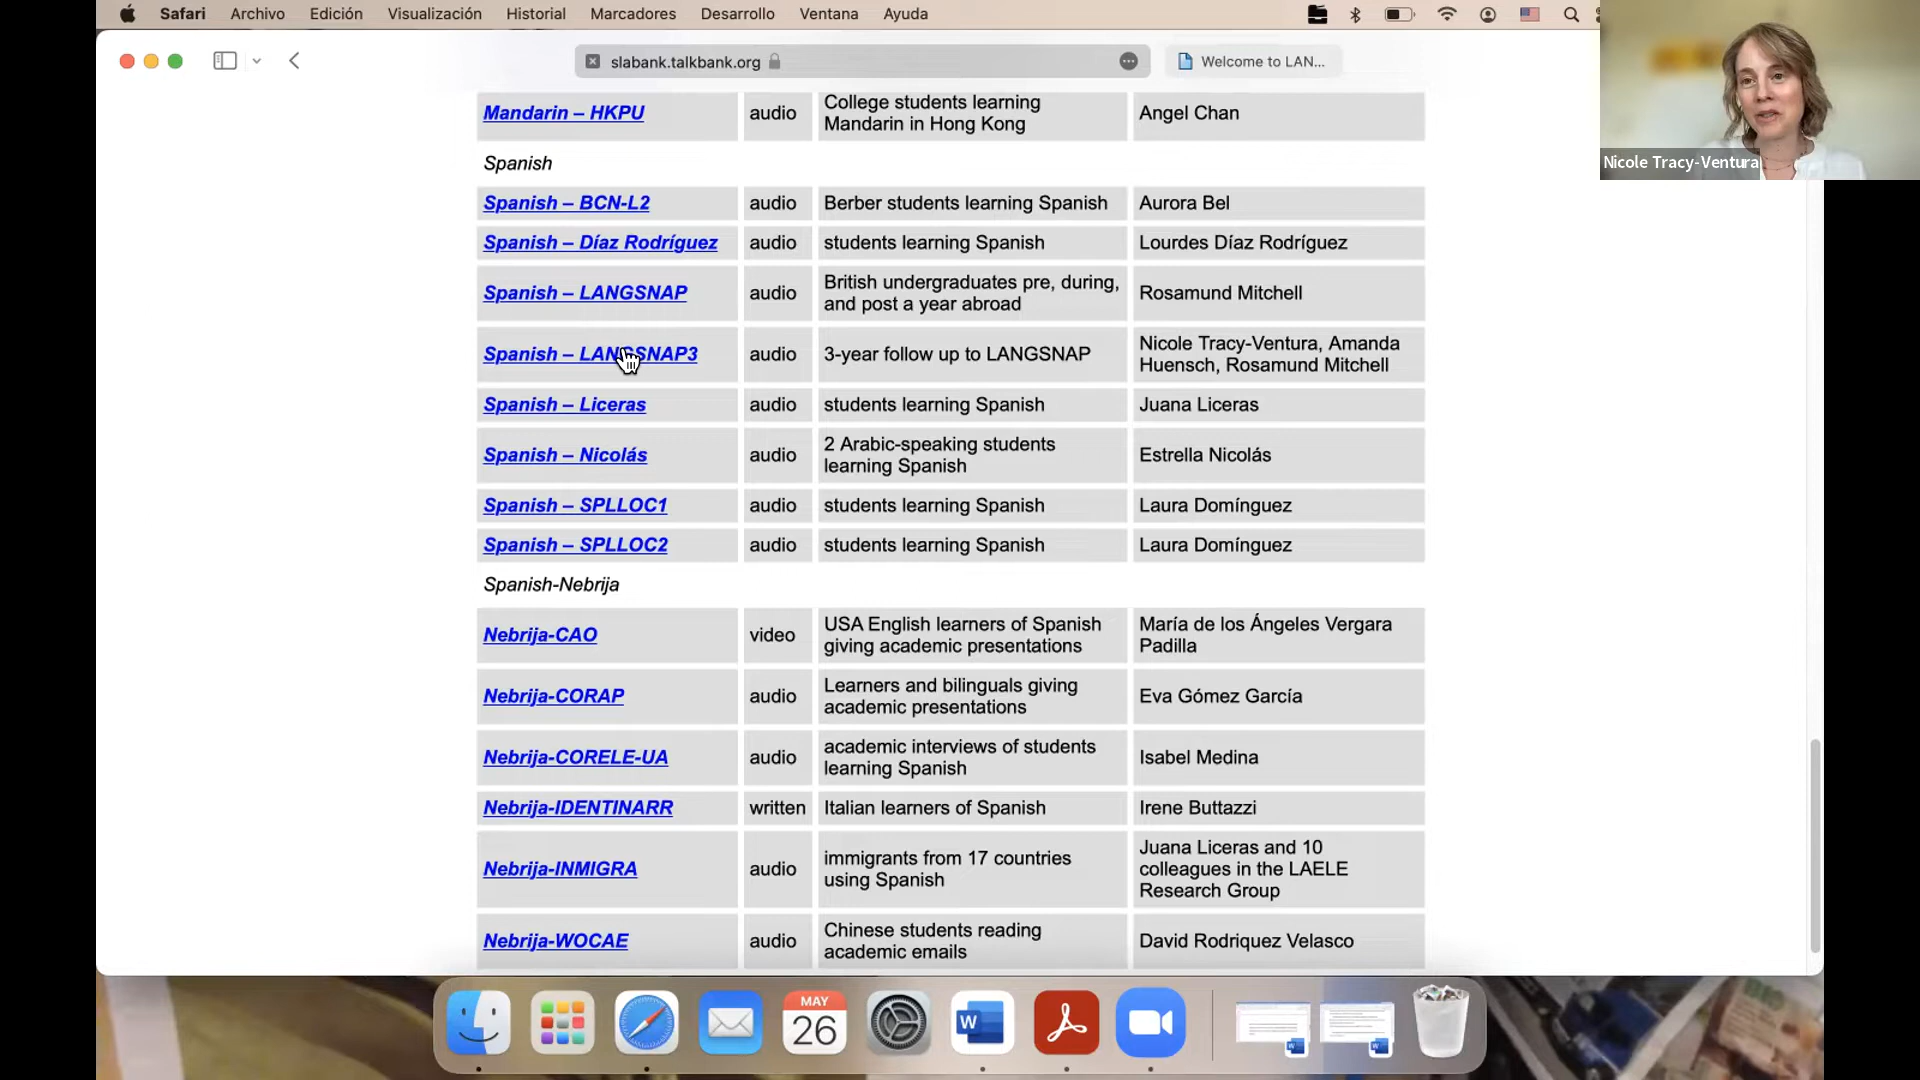 Safari Archivo Edición Visualización Historial Marcadores Desarrollo Ventana Ayuda
slabank.talkbank.org Welcome to LAN...
Nicole Tracy-Ventura
Mandarin – HKPU audio College students learning Mandarin in Hong Kong Angel Chan
Spanish
Spanish – BCN-L2 audio Berber students learning Spanish Aurora Bel
Spanish – Díaz Rodríguez audio students learning Spanish Lourdes Díaz Rodríguez
Spanish – LANGSNAP audio British undergraduates pre, during, and post a year abroad Rosamund Mitchell
Spanish – LANGSNAP3 audio 3-year follow up to LANGSNAP Nicole Tracy-Ventura, Amanda Huensch, Rosamund Mitchell
Spanish – Liceras audio students learning Spanish Juana Liceras
Spanish – Nicolás audio 2 Arabic-speaking students learning Spanish Estrella Nicolás
Spanish – SPLLOC1 audio students learning Spanish Laura Domínguez
Spanish – SPLLOC2 audio students learning Spanish Laura Domínguez
Spanish-Nebrija
Nebrija-CAO video USA English learners of Spanish giving academic presentations María de los Ángeles Vergara Padilla
Nebrija-CORAP audio Learners and bilinguals giving academic presentations Eva Gómez García
Nebrija-CORELE-UA audio academic interviews of students learning Spanish Isabel Medina
Nebrija-IDENTINARR written Italian learners of Spanish Irene Buttazzi
Nebrija-INMIGRA audio immigrants from 17 countries using Spanish Juana Liceras and 10 colleagues in the LAELE Research Group
Nebrija-WOCAE audio Chinese students reading academic emails David Rodriquez Velasco
MAY
26
W